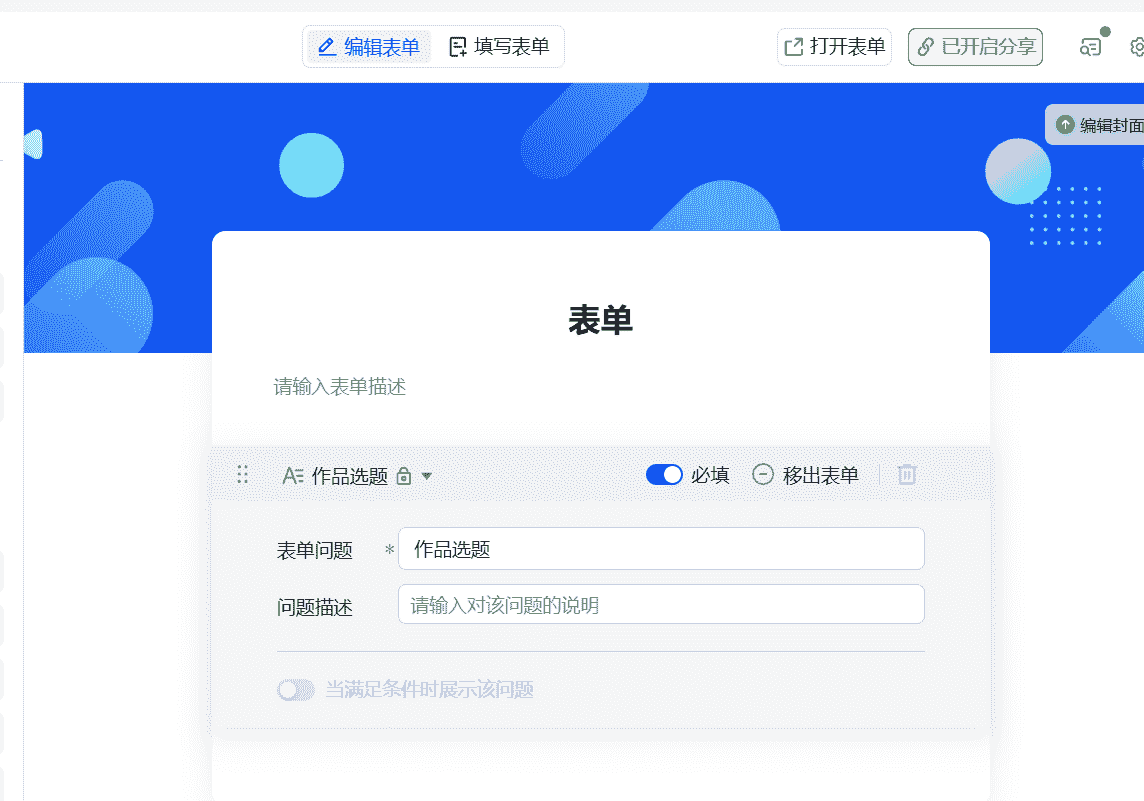 编辑表单 填写表单 打开表单 已开启分享
编辑封面
表单
请输入表单描述
作品选题 必填 移出表单
表单问题 * 作品选题
问题描述 请输入对该问题的说明
当满足条件时展示该问题